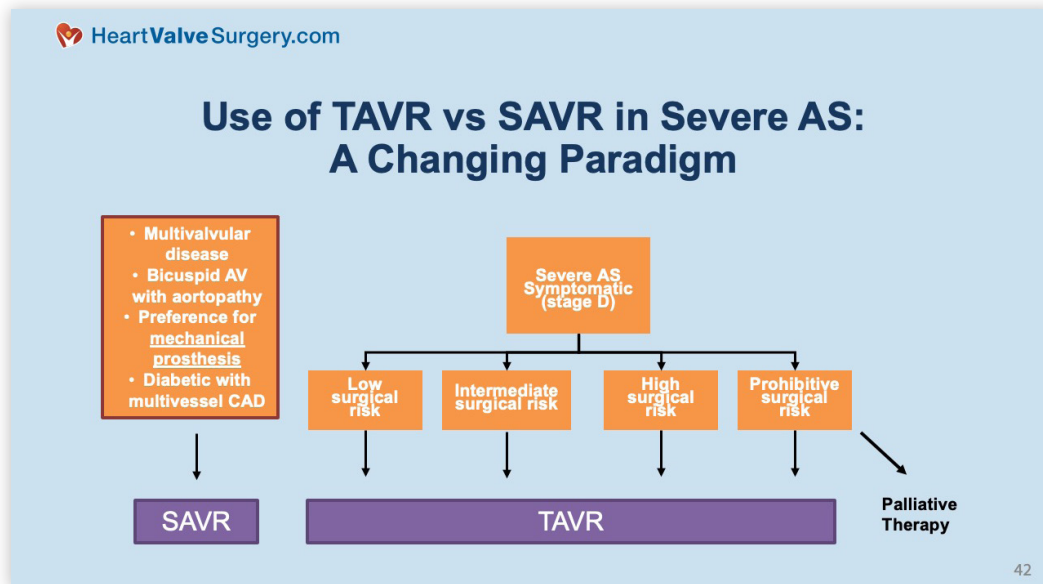 HeartValveSurgery.com
Use of TAVR vs SAVR in Severe AS:
A Changing Paradigm
• Multivalvular
disease
• Bicuspid AV
with aortopathy
• Preference for
mechanical
prosthesis
• Diabetic with
multivessel CAD
Severe AS
Symptomatic
(stage D)
Low
surgical
risk
Intermediate
surgical risk
High
surgical
risk
Prohibitive
surgical
risk
SAVR
TAVR
Palliative
Therapy
42